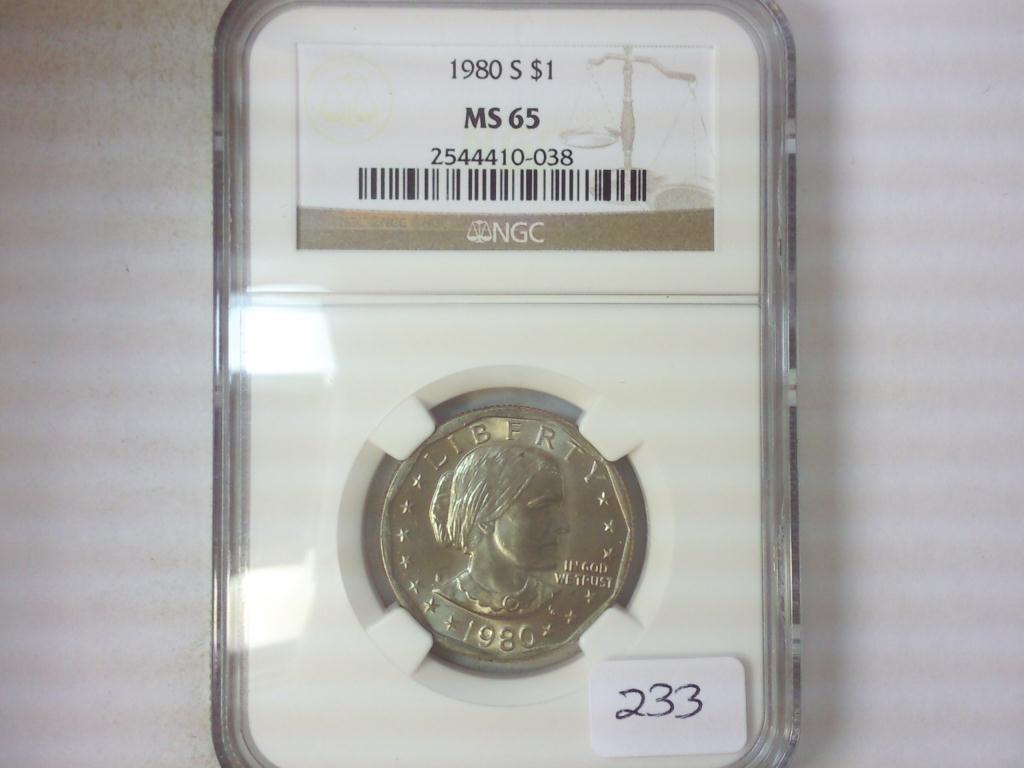 1980 S $1
MS 65
2544410-038
NGC
LIBERTY
IN GOD
WE TRUST
1980
233